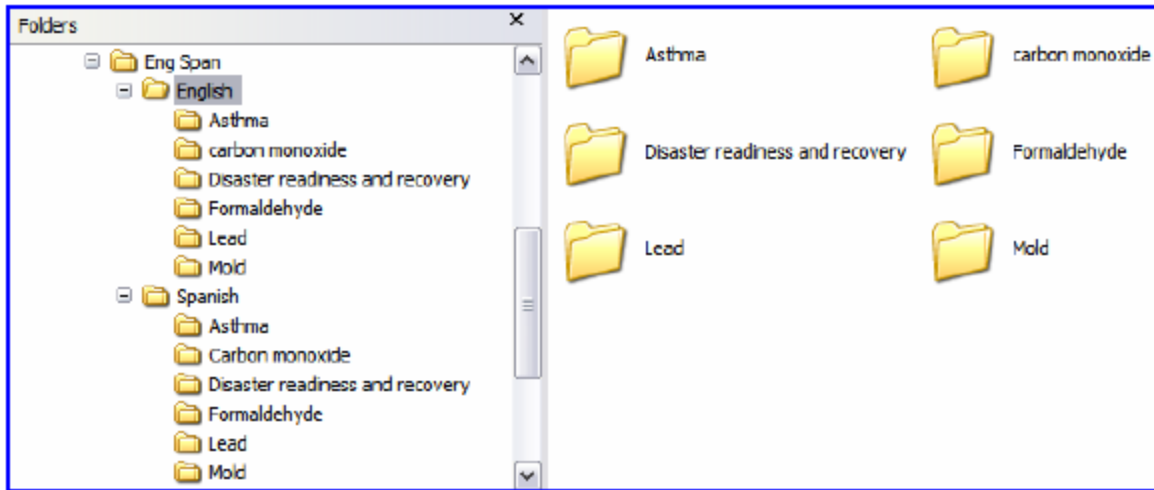 Folders
Eng Span
English
Asthma
carbon monoxide
Disaster readiness and recovery
Formaldehyde
Lead
Mold
Spanish
Asthma
Carbon monoxide
Disaster readiness and recovery
Formaldehyde
Lead
Mold
Asthma carbon monoxide
Disaster readiness and recovery Formaldehyde
Lead Mold